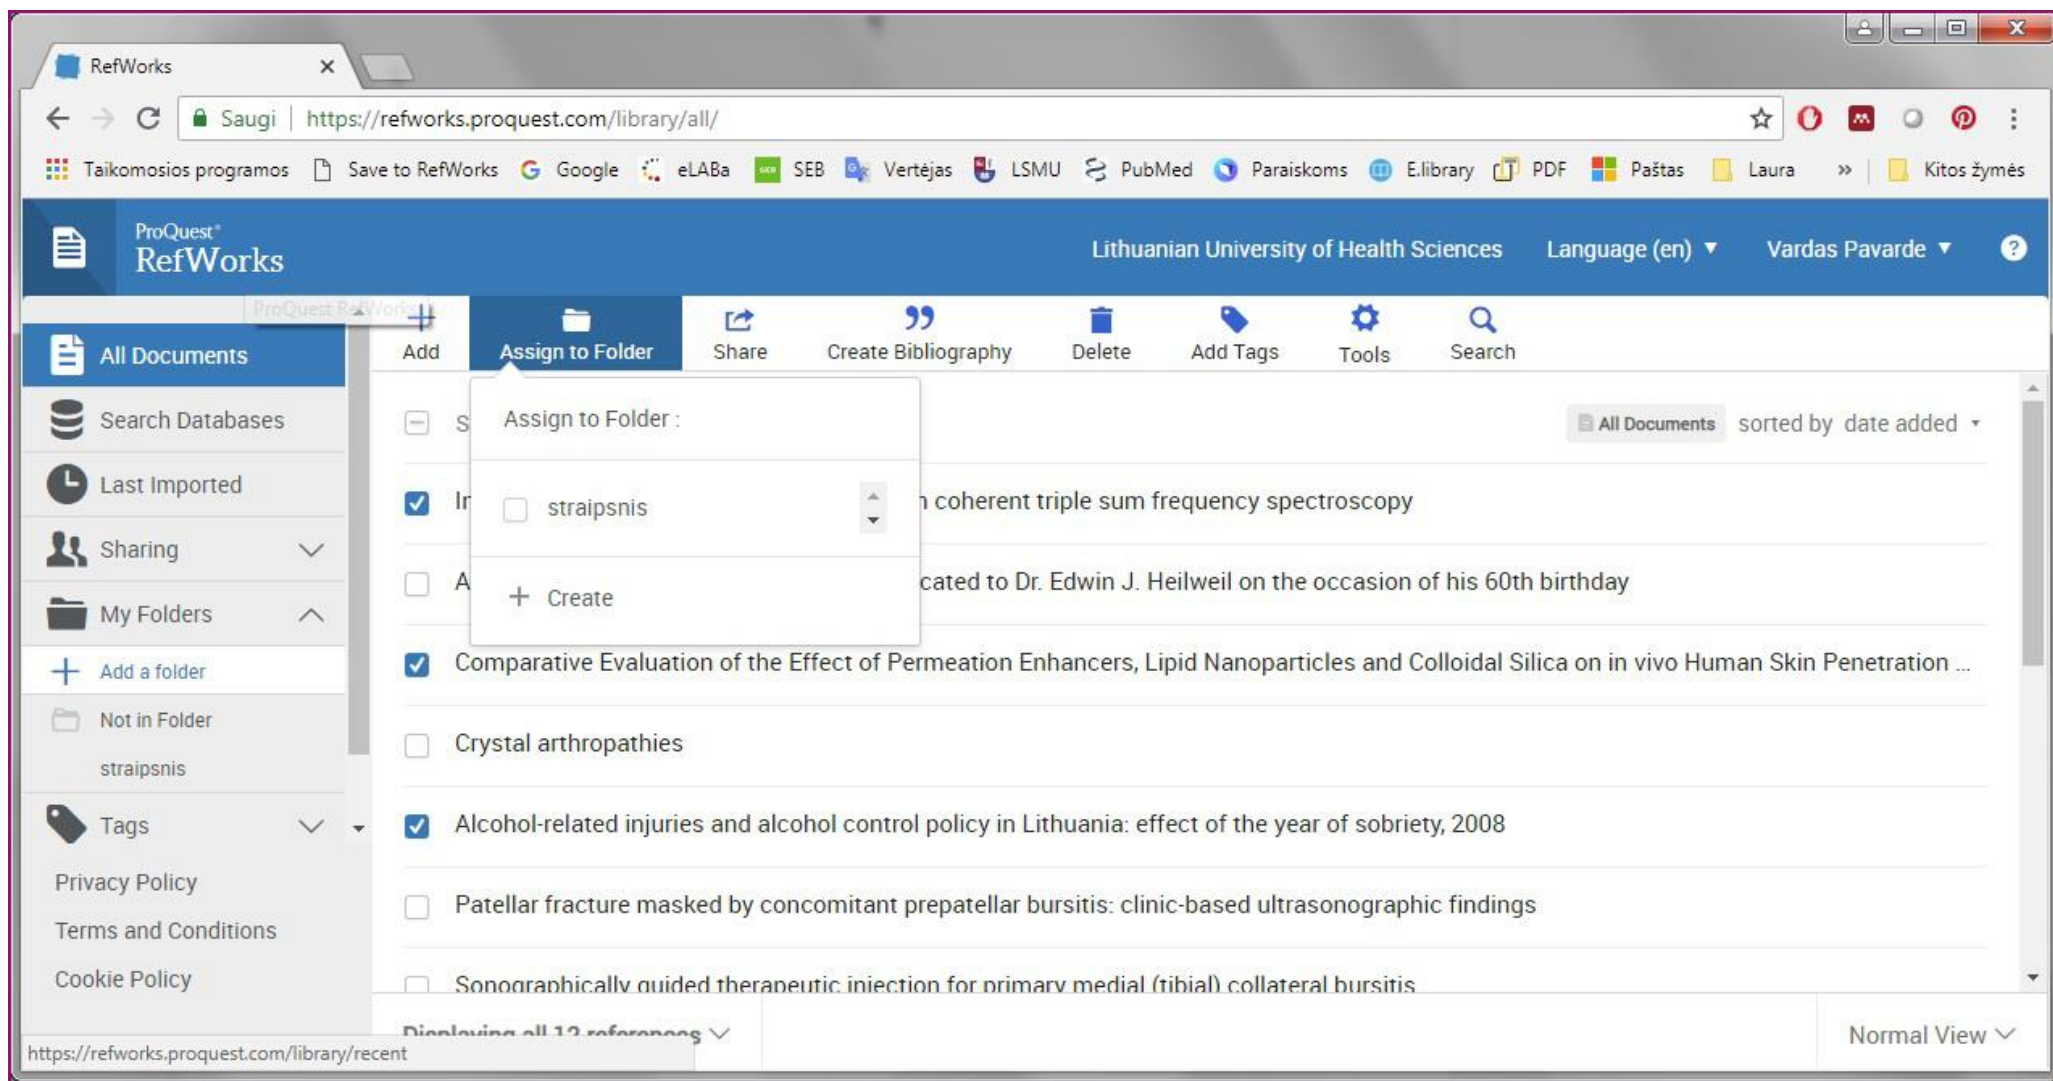 RefWorks
Saugi | https://refworks.proquest.com/library/all/
Taikomosios programos Save to RefWorks Google eLABa SEB Vertėjas LSMU PubMed Paraiskoms E.library PDF Paštas Laura » Kitos žymės
ProQuest®
RefWorks
Lithuanian University of Health Sciences Language (en) Vardas Pavarde ?
ProQuest RefWorks
Add Assign to Folder Share Create Bibliography Delete Add Tags Tools Search
All Documents
Search Databases
Last Imported
Sharing
My Folders
Add a folder
Not in Folder
straipsnis
Tags
Privacy Policy
Terms and Conditions
Cookie Policy
https://refworks.proquest.com/library/recent
Assign to Folder :
straipsnis
+ Create
All Documents sorted by date added
coherent triple sum frequency spectroscopy
to Dr. Edwin J. Heilweil on the occasion of his 60th birthday
Comparative Evaluation of the Effect of Permeation Enhancers, Lipid Nanoparticles and Colloidal Silica on in vivo Human Skin Penetration ...
Crystal arthropathies
Alcohol-related injuries and alcohol control policy in Lithuania: effect of the year of sobriety, 2008
Patellar fracture masked by concomitant prepatellar bursitis: clinic-based ultrasonographic findings
Sonographically guided therapeutic injection for primary medial (tibial) collateral bursitis
Displaying all 12 references
Normal View